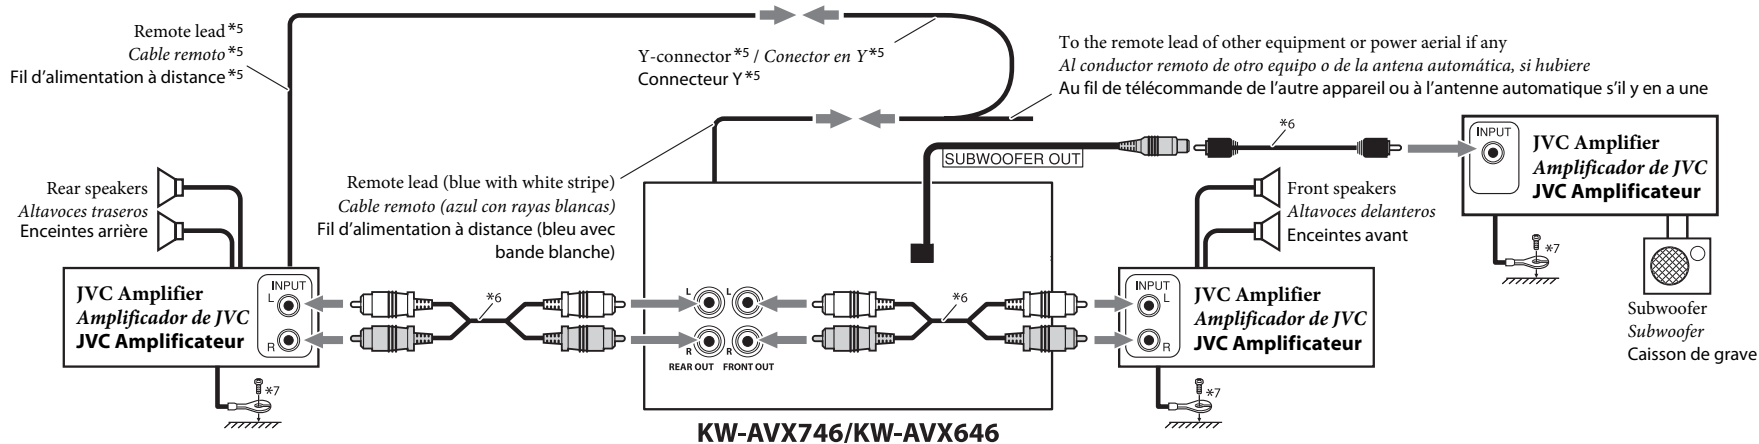 Remote lead*5
Cable remoto*5
Fil d'alimentation à distance*5
Y-connector*5 / Conector en Y*5
Connecteur Y*5
To the remote lead of other equipment or power aerial if any
Al conductor remoto de otro equipo o de la antena automática, si hubiere
Au fil de télécommande de l'autre appareil ou à l'antenne automatique s'il y en a une
*6
SUBWOOFER OUT
INPUT
JVC Amplifier
Amplificador de JVC
JVC Amplificateur
*7
Subwoofer
Subwoofer
Caisson de grave
Rear speakers
Altavoces traseros
Enceintes arrière
Remote lead (blue with white stripe)
Cable remoto (azul con rayas blancas)
Fil d'alimentation à distance (bleu avec
bande blanche)
Front speakers
Altavoces delanteros
Enceintes avant
JVC Amplifier
Amplificador de JVC
JVC Amplificateur
INPUT
L
R
*7
*6
L
L
R
R
REAR OUT
FRONT OUT
*6
INPUT
L
R
JVC Amplifier
Amplificador de JVC
JVC Amplificateur
*7
KW-AVX746/KW-AVX646